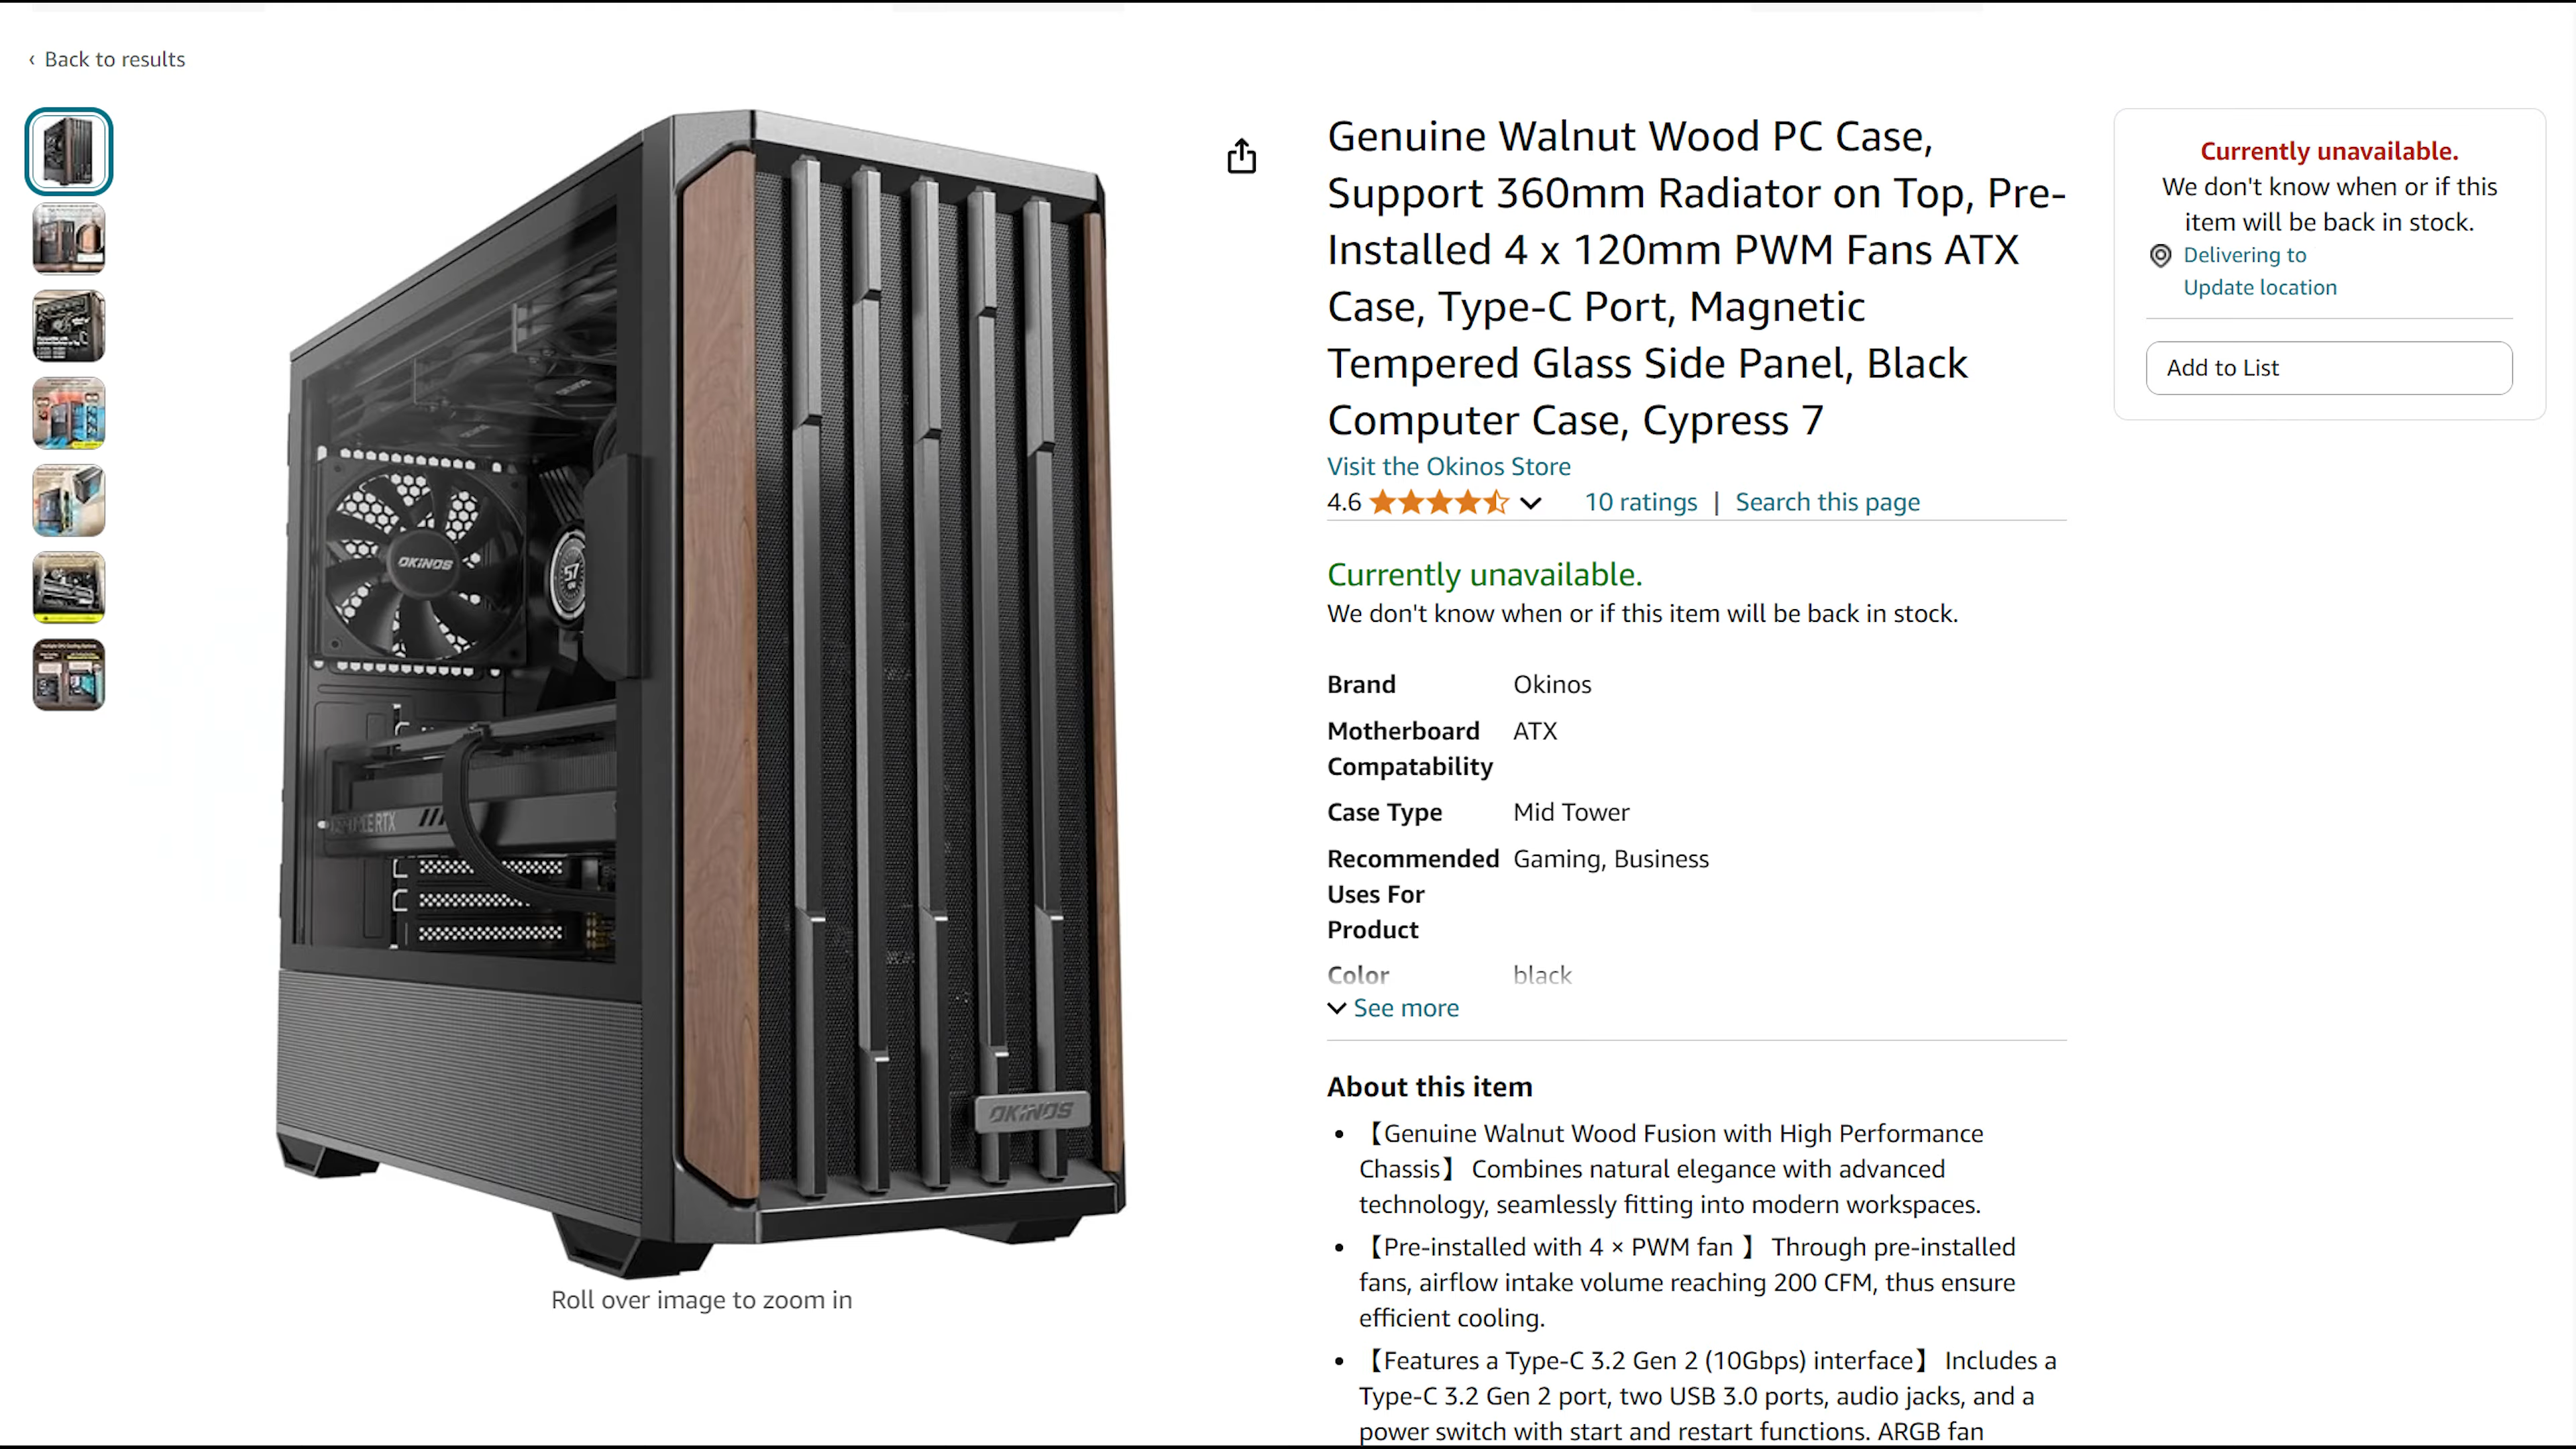 ‹ Back to results
OKINOS
57
GEFORCE RTX
OKINOS
Roll over image to zoom in
Genuine Walnut Wood PC Case,
Support 360mm Radiator on Top, Pre-
Installed 4 x 120mm PWM Fans ATX
Case, Type-C Port, Magnetic
Tempered Glass Side Panel, Black
Computer Case, Cypress 7
Visit the Okinos Store
4.6 10 ratings | Search this page
Currently unavailable.
We don't know when or if this item will be back in stock.
Brand Okinos
Motherboard ATX
Compatability
Case Type Mid Tower
Recommended Gaming, Business
Uses For
Product
Color black
See more
About this item
• 【Genuine Walnut Wood Fusion with High Performance
Chassis】 Combines natural elegance with advanced
technology, seamlessly fitting into modern workspaces.
• 【Pre-installed with 4 × PWM fan 】 Through pre-installed
fans, airflow intake volume reaching 200 CFM, thus ensure
efficient cooling.
• 【Features a Type-C 3.2 Gen 2 (10Gbps) interface】 Includes a
Type-C 3.2 Gen 2 port, two USB 3.0 ports, audio jacks, and a
power switch with start and restart functions. ARGB fan
Currently unavailable.
We don't know when or if this
item will be back in stock.
Delivering to
Update location
Add to List